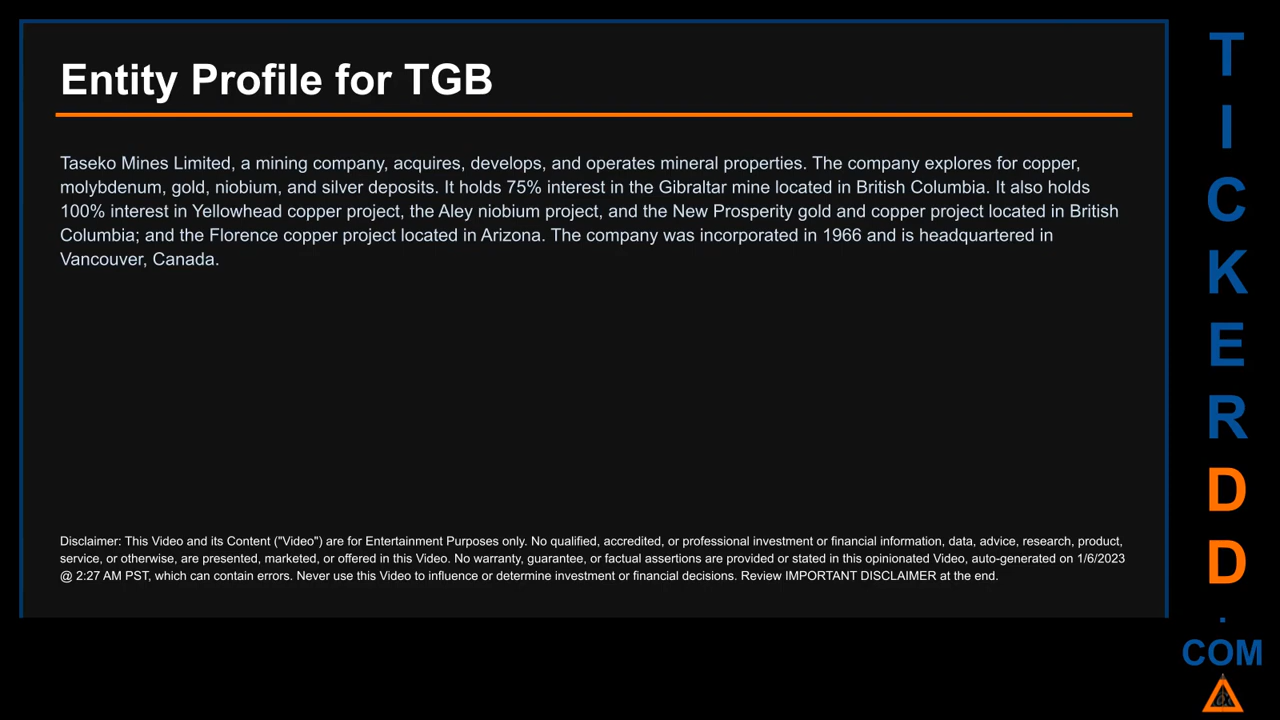 Entity Profile for TGB
Taseko Mines Limited, a mining company, acquires, develops, and operates mineral properties. The company explores for copper,
molybdenum, gold, niobium, and silver deposits. It holds 75% interest in the Gibraltar mine located in British Columbia. It also holds
100% interest in Yellowhead copper project, the Aley niobium project, and the New Prosperity gold and copper project located in British
Columbia; and the Florence copper project located in Arizona. The company was incorporated in 1966 and is headquartered in
Vancouver, Canada.
Disclaimer: This Video and its Content ("Video") are for Entertainment Purposes only. No qualified, accredited, or professional investment or financial information, data, advice, research, product,
service, or otherwise, are presented, marketed, or offered in this Video. No warranty, guarantee, or factual assertions are provided or stated in this opinionated Video, auto-generated on 1/6/2023
@ 2:27 AM PST, which can contain errors. Never use this Video to influence or determine investment or financial decisions. Review IMPORTANT DISCLAIMER at the end.
T
I
C
K
E
R
D
D
.
COM